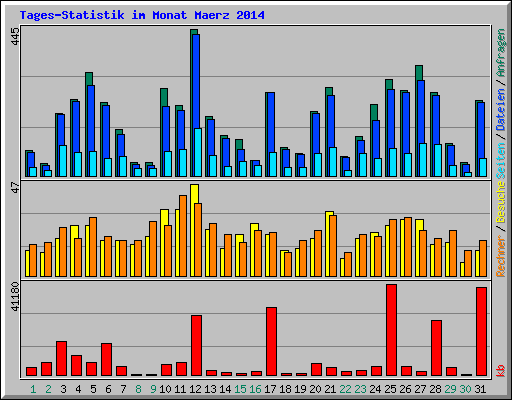 Tages-Statistik im Monat Maerz 2014
445
47
41180
Rechner / Besuche Seiten / Dateien / Anfragen
kb
1 2 3 4 5 6 7 8 9 10 11 12 13 14 15 16 17 18 19 20 21 22 23 24 25 26 27 28 29 30 31